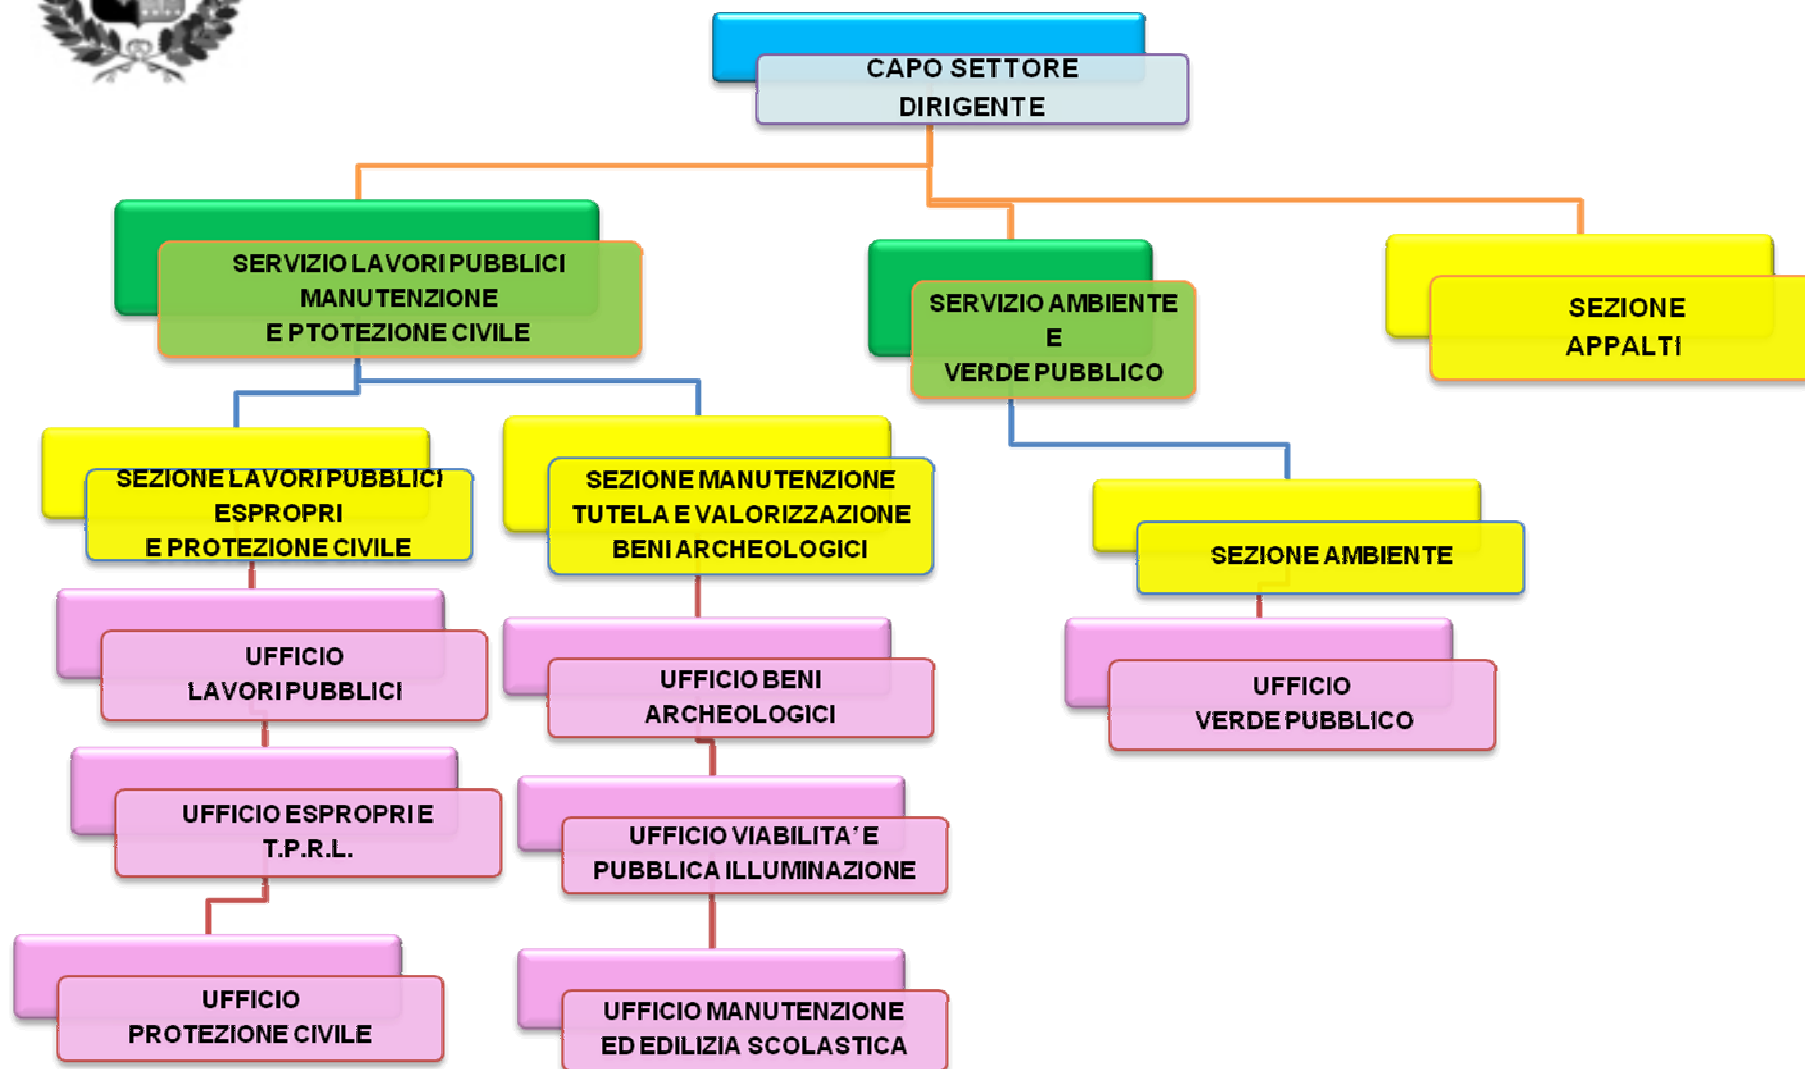 CAPO SETTORE
DIRIGENTE
SERVIZIO LAVORI PUBBLICI
MANUTENZIONE
E PTOTEZIONE CIVILE
SERVIZIO AMBIENTE
E
VERDE PUBBLICO
SEZIONE
APPALTI
SEZIONE LAVORI PUBBLICI
ESPROPRI
E PROTEZIONE CIVILE
SEZIONE MANUTENZIONE
TUTELA E VALORIZZAZIONE
BENI ARCHEOLOGICI
SEZIONE AMBIENTE
UFFICIO
LAVORI PUBBLICI
UFFICIO BENI
ARCHEOLOGICI
UFFICIO
VERDE PUBBLICO
UFFICIO ESPROPRI E
T.P.R.L.
UFFICIO VIABILITA’ E
PUBBLICA ILLUMINAZIONE
UFFICIO
PROTEZIONE CIVILE
UFFICIO MANUTENZIONE
ED EDILIZIA SCOLASTICA